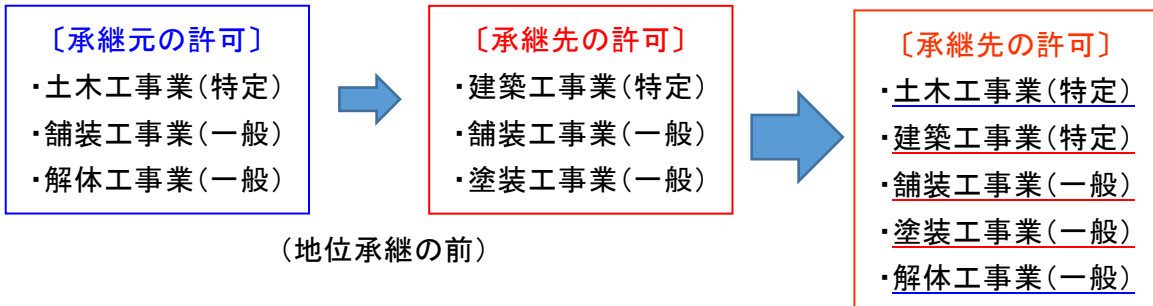 〔承継元の許可〕
・土木工事業(特定)
・舗装工事業(一般)
・解体工事業(一般)
〔承継先の許可〕
・建築工事業(特定)
・舗装工事業(一般)
・塗装工事業(一般)
(地位承継の前)
〔承継先の許可〕
・土木工事業(特定)
・建築工事業(特定)
・舗装工事業(一般)
・塗装工事業(一般)
・解体工事業(一般)